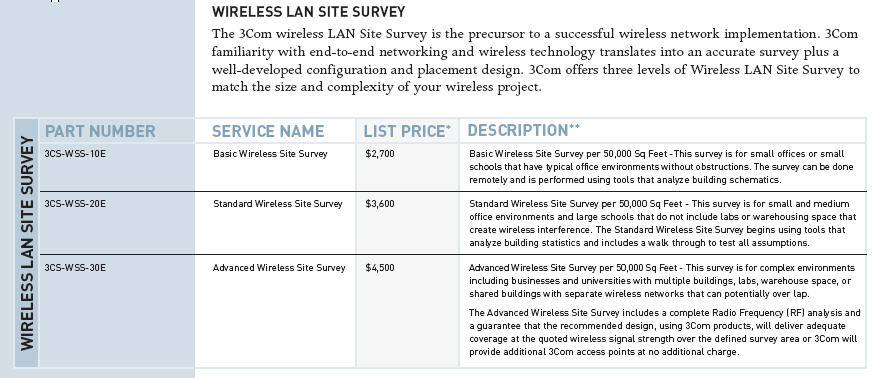 WIRELESS LAN SITE SURVEY
The 3Com wireless LAN Site Survey is the precursor to a successful wireless network implementation. 3Com
familiarity with end-to-end networking and wireless technology translates into an accurate survey plus a
well-developed configuration and placement design. 3Com offers three levels of Wireless LAN Site Survey to
match the size and complexity of your wireless project.
WIRELESS LAN SITE SURVEY
PART NUMBER SERVICE NAME LIST PRICE* DESCRIPTION**
3CS-WSS-10E Basic Wireless Site Survey $2,700 Basic Wireless Site Survey per 50,000 Sq Feet -This survey is for small offices or small
schools that have typical office environments without obstructions. The survey can be done
remotely and is performed using tools that analyze building schematics.
3CS-WSS-20E Standard Wireless Site Survey $3,600 Standard Wireless Site Survey per 50,000 Sq Feet - This survey is for small and medium
office environments and large schools that do not include labs or warehousing space that
create wireless interference. The Standard Wireless Site Survey begins using tools that
analyze building statistics and includes a walk through to test all assumptions.
3CS-WSS-30E Advanced Wireless Site Survey $4,500 Advanced Wireless Site Survey per 50,000 Sq Feet - This survey is for complex environments
including businesses and universities with multiple buildings, labs, warehouse space, or
shared buildings with separate wireless networks that can potentially over lap.
The Advanced Wireless Site Survey includes a complete Radio Frequency (RF) analysis and
a guarantee that the recommended design, using 3Com products, will deliver adequate
coverage at the quoted wireless signal strength over the defined survey area or 3Com will
provide additional 3Com access points at no additional charge.